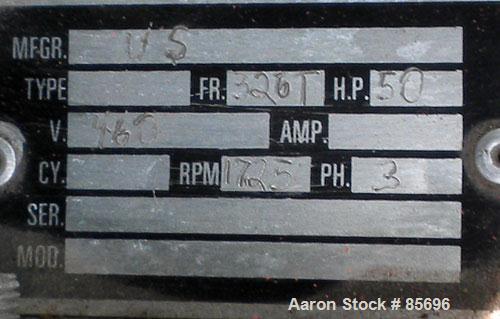 MFGR. US
TYPE FR. 326T H.P. 50
V. 460 AMP.
CY. RPM 1725 PH. 3
SER.
MOD.
Aaron Stock # 85696